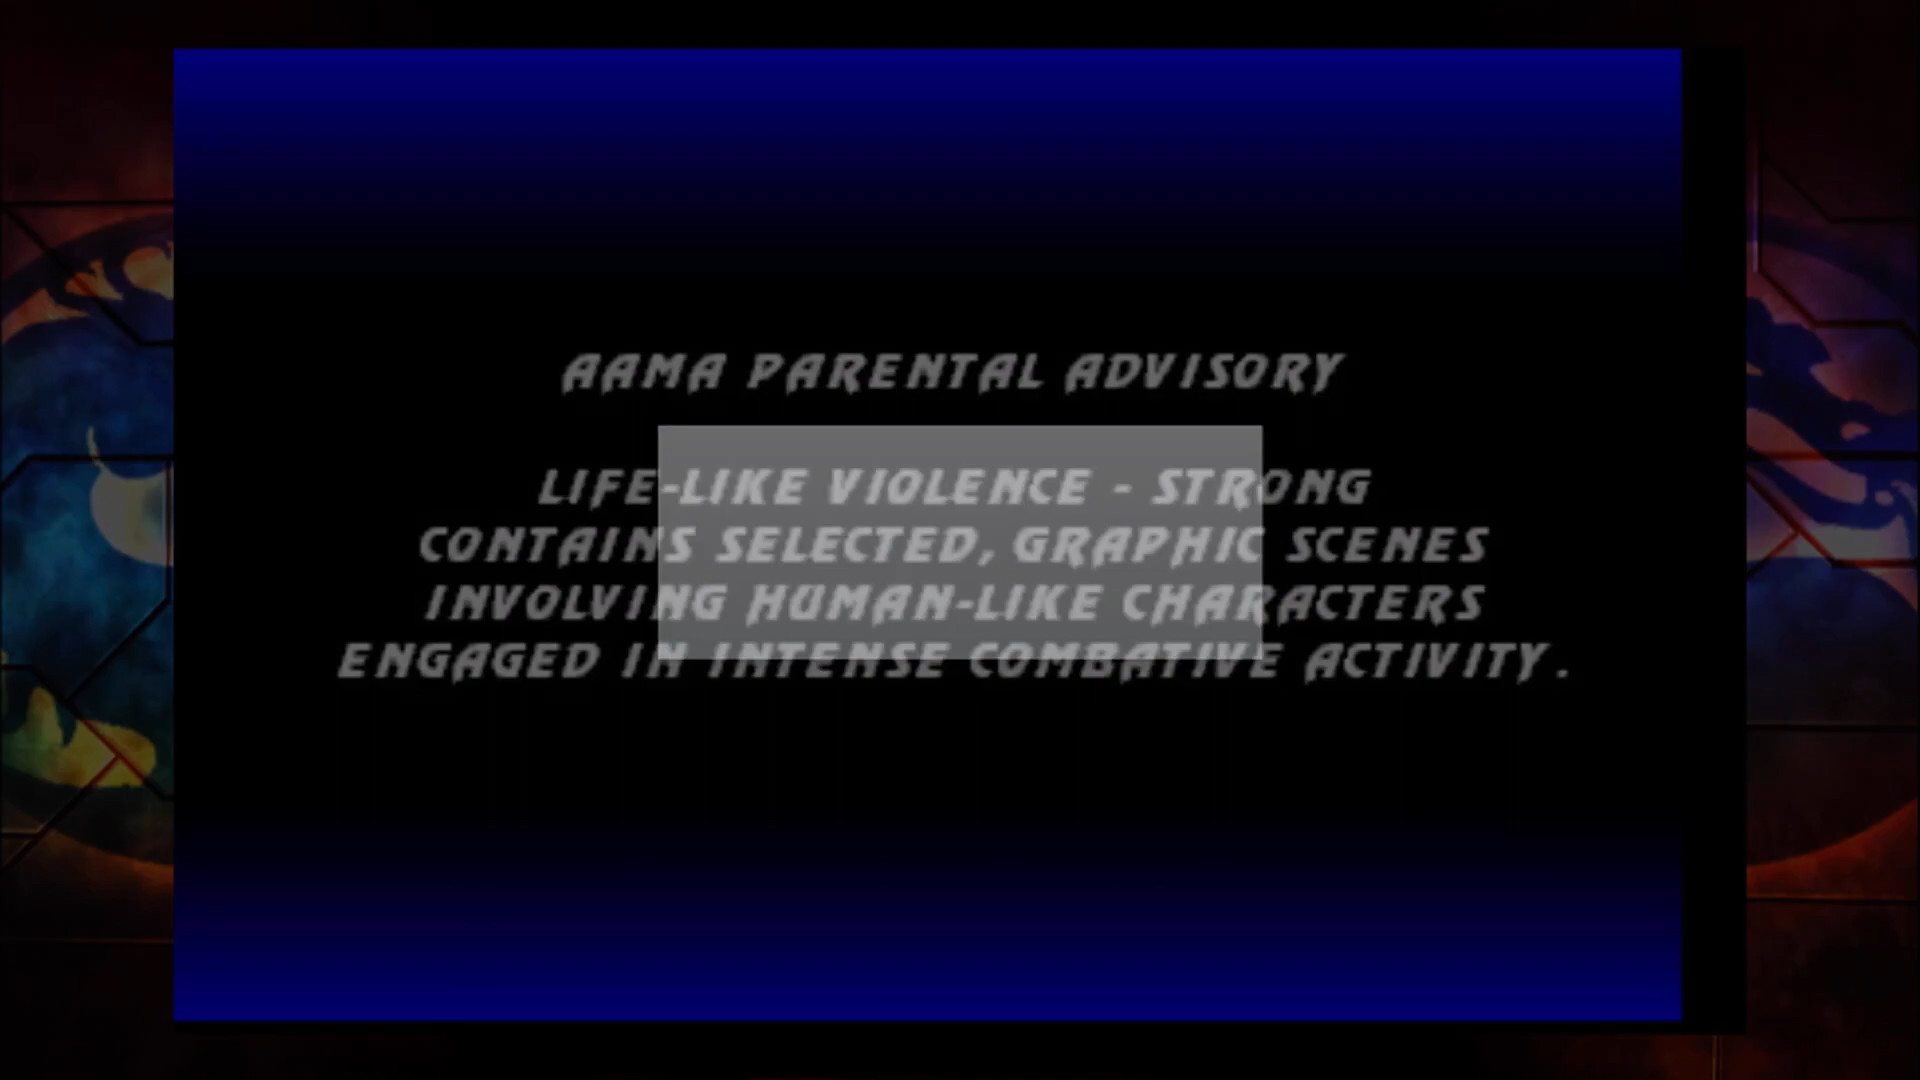 AAMA PARENTAL ADVISORY
LIFE-LIKE VIOLENCE - STRONG
CONTAINS SELECTED, GRAPHIC SCENES
INVOLVING HUMAN-LIKE CHARACTERS
ENGAGED IN INTENSE COMBATIVE ACTIVITY.